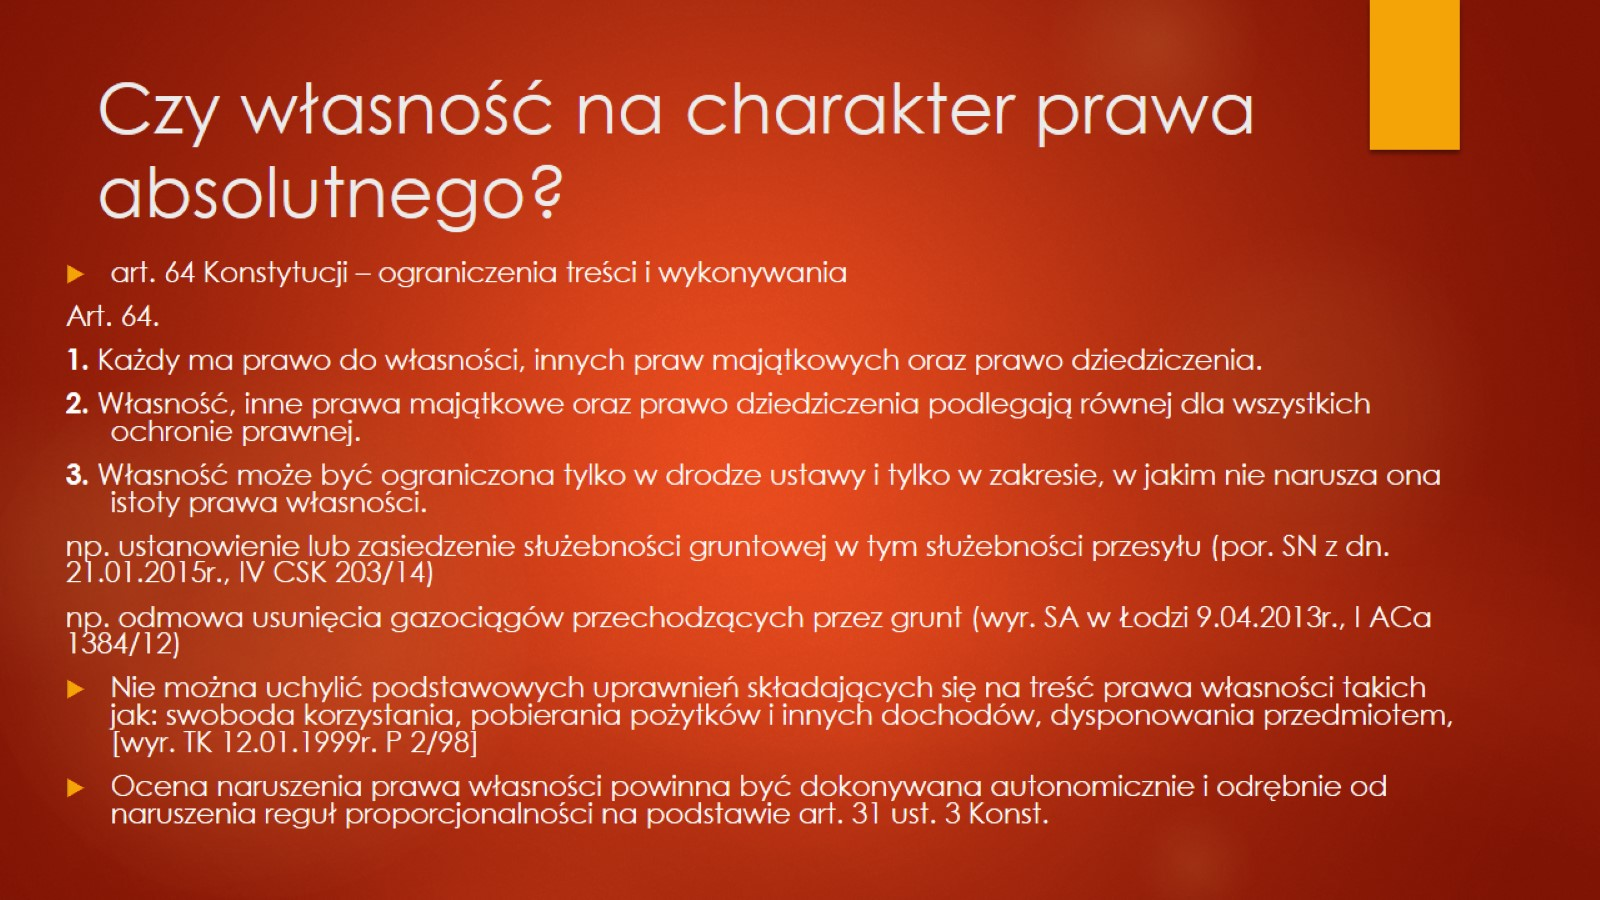 Czy własność na charakter prawa
absolutnego?
art. 64 Konstytucji – ograniczenia treści i wykonywania
Art. 64.
1. Każdy ma prawo do własności, innych praw majątkowych oraz prawo dziedziczenia.
2. Własność, inne prawa majątkowe oraz prawo dziedziczenia podlegają równej dla wszystkich
ochronie prawnej.
3. Własność może być ograniczona tylko w drodze ustawy i tylko w zakresie, w jakim nie narusza ona
istoty prawa własności.
np. ustanowienie lub zasiedzenie służebności gruntowej w tym służebności przesyłu (por. SN z dn.
21.01.2015r., IV CSK 203/14)
np. odmowa usunięcia gazociągów przechodzących przez grunt (wyr. SA w Łodzi 9.04.2013r., I ACa
1384/12)
Nie można uchylić podstawowych uprawnień składających się na treść prawa własności takich
jak: swoboda korzystania, pobierania pożytków i innych dochodów, dysponowania przedmiotem,
[wyr. TK 12.01.1999r. P 2/98]
Ocena naruszenia prawa własności powinna być dokonywana autonomicznie i odrębnie od
naruszenia reguł proporcjonalności na podstawie art. 31 ust. 3 Konst.